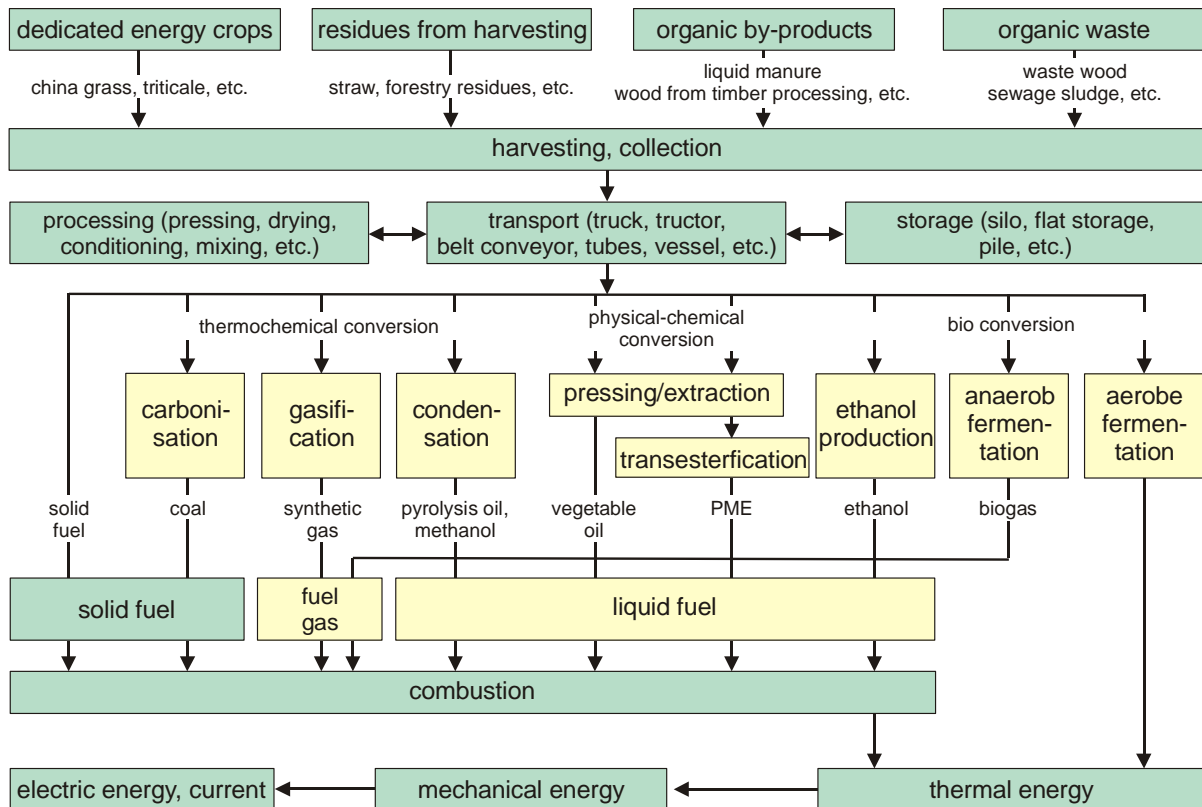 dedicated energy crops
residues from harvesting
organic by-products
organic waste
china grass, triticale, etc.
straw, forestry residues, etc.
liquid manure
wood from timber processing, etc.
waste wood
sewage sludge, etc.
harvesting, collection
processing (pressing, drying,
conditioning, mixing, etc.)
transport (truck, tructor,
belt conveyor, tubes, vessel, etc.)
storage (silo, flat storage,
pile, etc.)
thermochemical conversion
physical-chemical
conversion
bio conversion
carboni-
sation
gasifi-
cation
conden-
sation
pressing/extraction
transesterfication
ethanol
production
anaerob
fermen-
tation
aerobe
fermen-
tation
solid
fuel
coal
synthetic
gas
pyrolysis oil,
methanol
vegetable
oil
PME
ethanol
biogas
solid fuel
fuel
gas
liquid fuel
combustion
electric energy, current
mechanical energy
thermal energy